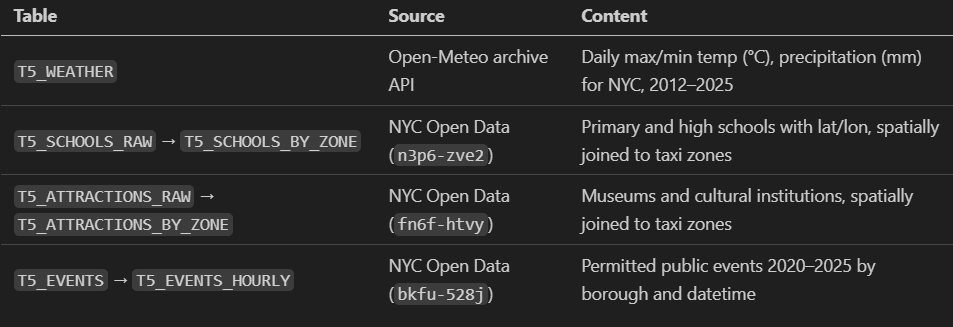 Table Source Content
T5_WEATHER Open-Meteo archive API Daily max/min temp (°C), precipitation (mm) for NYC, 2012–2025
T5_SCHOOLS_RAW → T5_SCHOOLS_BY_ZONE NYC Open Data (n3p6-zve2) Primary and high schools with lat/lon, spatially joined to taxi zones
T5_ATTRACTIONS_RAW → T5_ATTRACTIONS_BY_ZONE NYC Open Data (fn6f-htvy) Museums and cultural institutions, spatially joined to taxi zones
T5_EVENTS → T5_EVENTS_HOURLY NYC Open Data (bkfu-528j) Permitted public events 2020–2025 by borough and datetime